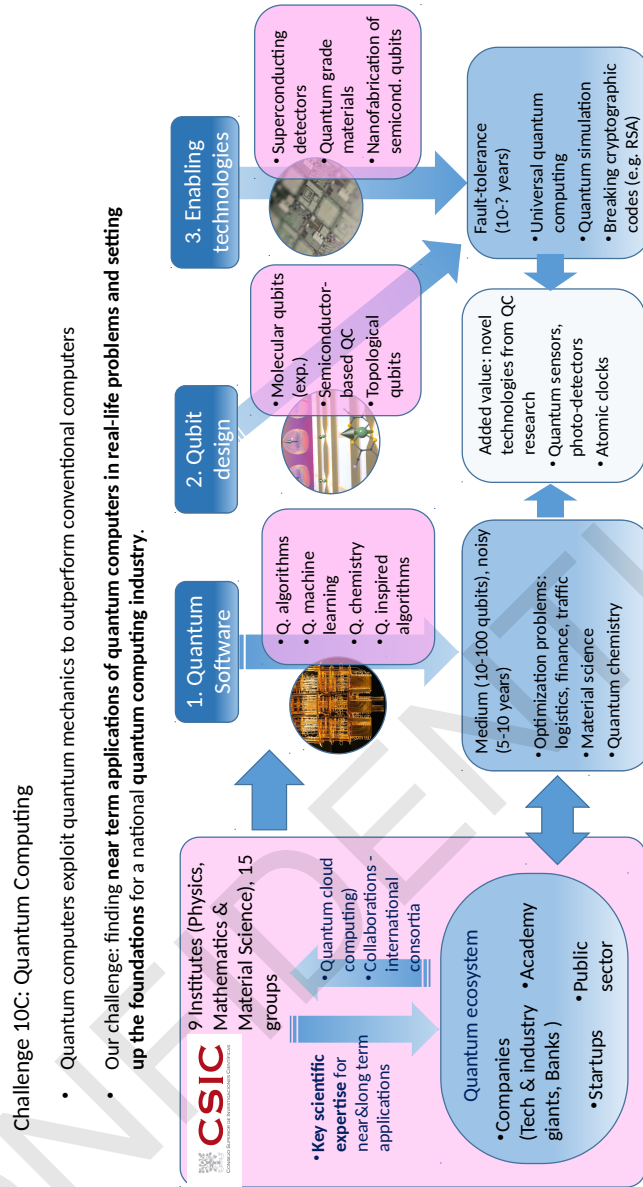 Challenge 10C: Quantum Computing
• Quantum computers exploit quantum mechanics to outperform conventional computers
• Our challenge: finding near term applications of quantum computers in real-life problems and setting
up the foundations for a national quantum computing industry.
CSIC
CONSEJO SUPERIOR DE INVESTIGACIONES CIENTÍFICAS
9 Institutes (Physics,
Mathematics &
Material Science), 15
groups
• Key scientific
expertise for
near&long term
applications
• Quantum cloud
computing)
• Collaborations -
international
consortia
Quantum ecosystem
• Companies
(Tech & industry
giants, Banks )
• Academy
• Startups
• Public
sector
1. Quantum
Software
• Q. algorithms
• Q. machine
learning
• Q. chemistry
• Q. inspired
algorithms
2. Qubit
design
• Molecular qubits
(exp.)
• Semiconductor-
based QC
• Topological
qubits
3. Enabling
technologies
• Superconducting
detectors
• Quantum grade
materials
• Nanofabrication of
semicond. qubits
Medium (10-100 qubits), noisy
(5-10 years)
• Optimization problems:
logistics, finance, traffic
• Material science
• Quantum chemistry
Added value: novel
technologies from QC
research
• Quantum sensors,
photo-detectors
• Atomic clocks
Fault-tolerance
(10-? years)
• Universal quantum
computing
• Quantum simulation
• Breaking cryptographic
codes (e.g. RSA)
NFIDENTI